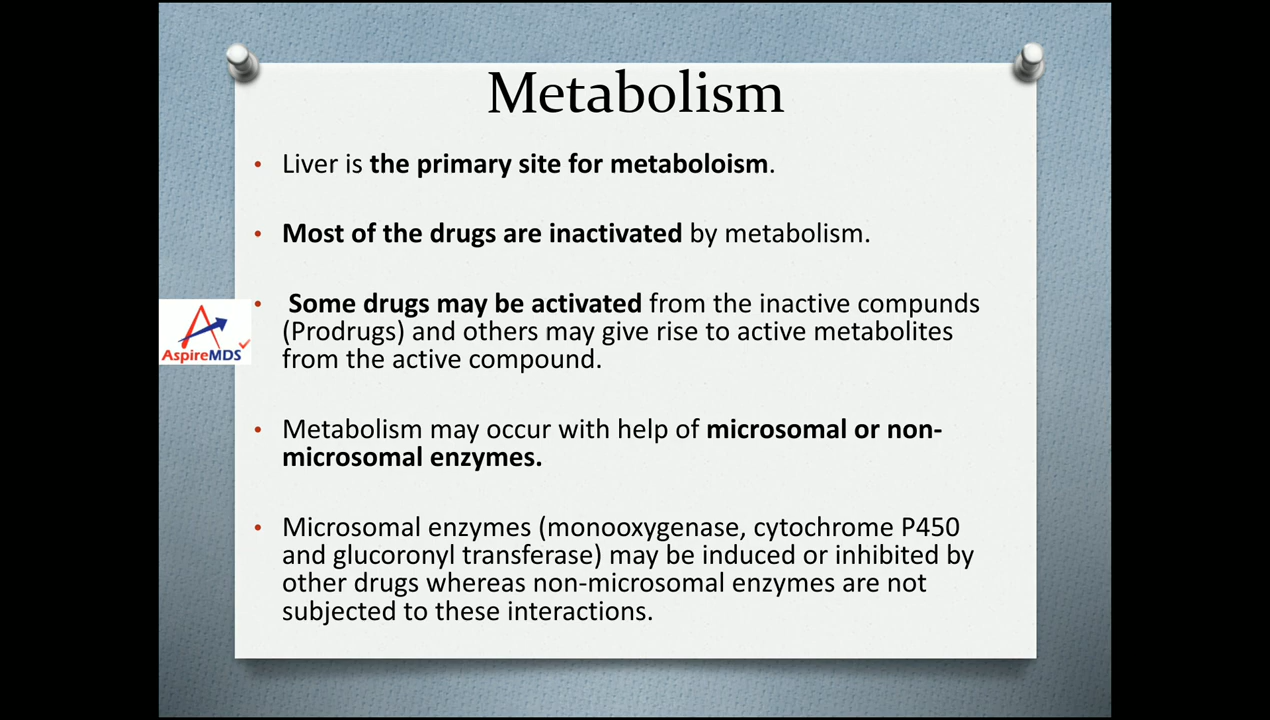 Metabolism
• Liver is the primary site for metaboloism.
• Most of the drugs are inactivated by metabolism.
• Some drugs may be activated from the inactive compunds
(Prodrugs) and others may give rise to active metabolites
from the active compound.
AspireMDS
• Metabolism may occur with help of microsomal or non-
microsomal enzymes.
• Microsomal enzymes (monooxygenase, cytochrome P450
and glucoronyl transferase) may be induced or inhibited by
other drugs whereas non-microsomal enzymes are not
subjected to these interactions.